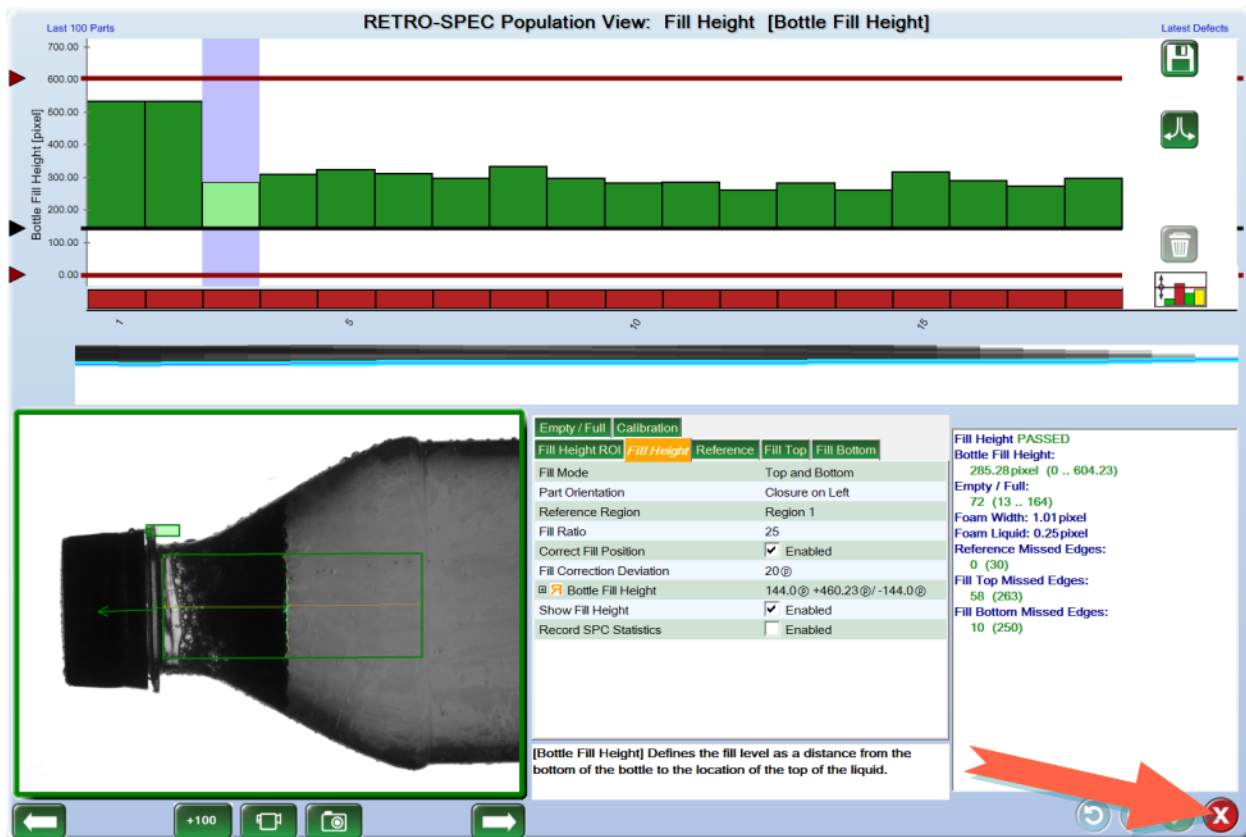 RETRO-SPEC Population View: Fill Height [Bottle Fill Height]
Last 100 Parts
Latest Defects
Bottle Fill Height [pixel]
700.00
600.00
500.00
400.00
300.00
200.00
100.00
0.00
1
5
10
15
Empty / Full
Calibration
Fill Height ROI
Fill Height
Reference
Fill Top
Fill Bottom
Fill Mode Top and Bottom
Part Orientation Closure on Left
Reference Region Region 1
Fill Ratio 25
Correct Fill Position Enabled
Fill Correction Deviation 20ⓟ
Я Bottle Fill Height 144.0ⓟ +460.23ⓟ/ -144.0ⓟ
Show Fill Height Enabled
Record SPC Statistics Enabled
[Bottle Fill Height] Defines the fill level as a distance from the
bottom of the bottle to the location of the top of the liquid.
Fill Height PASSED
Bottle Fill Height:
285.28pixel (0 .. 604.23)
Empty / Full:
72 (13 .. 164)
Foam Width: 1.01pixel
Foam Liquid: 0.25pixel
Reference Missed Edges:
0 (30)
Fill Top Missed Edges:
58 (263)
Fill Bottom Missed Edges:
10 (250)
+100
X